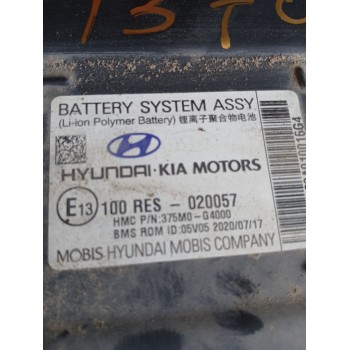 13TO
BATTERY SYSTEM ASSY
(Li-ion Polymer Battery) 锂离子聚合物电池
HYUNDAI·KIA MOTORS
E13 100 RES - 020057
HMC P/N:375M0-G4000
BMS ROM ID:05V05 2020/07/17
MOBIS HYUNDAI MOBIS COMPANY